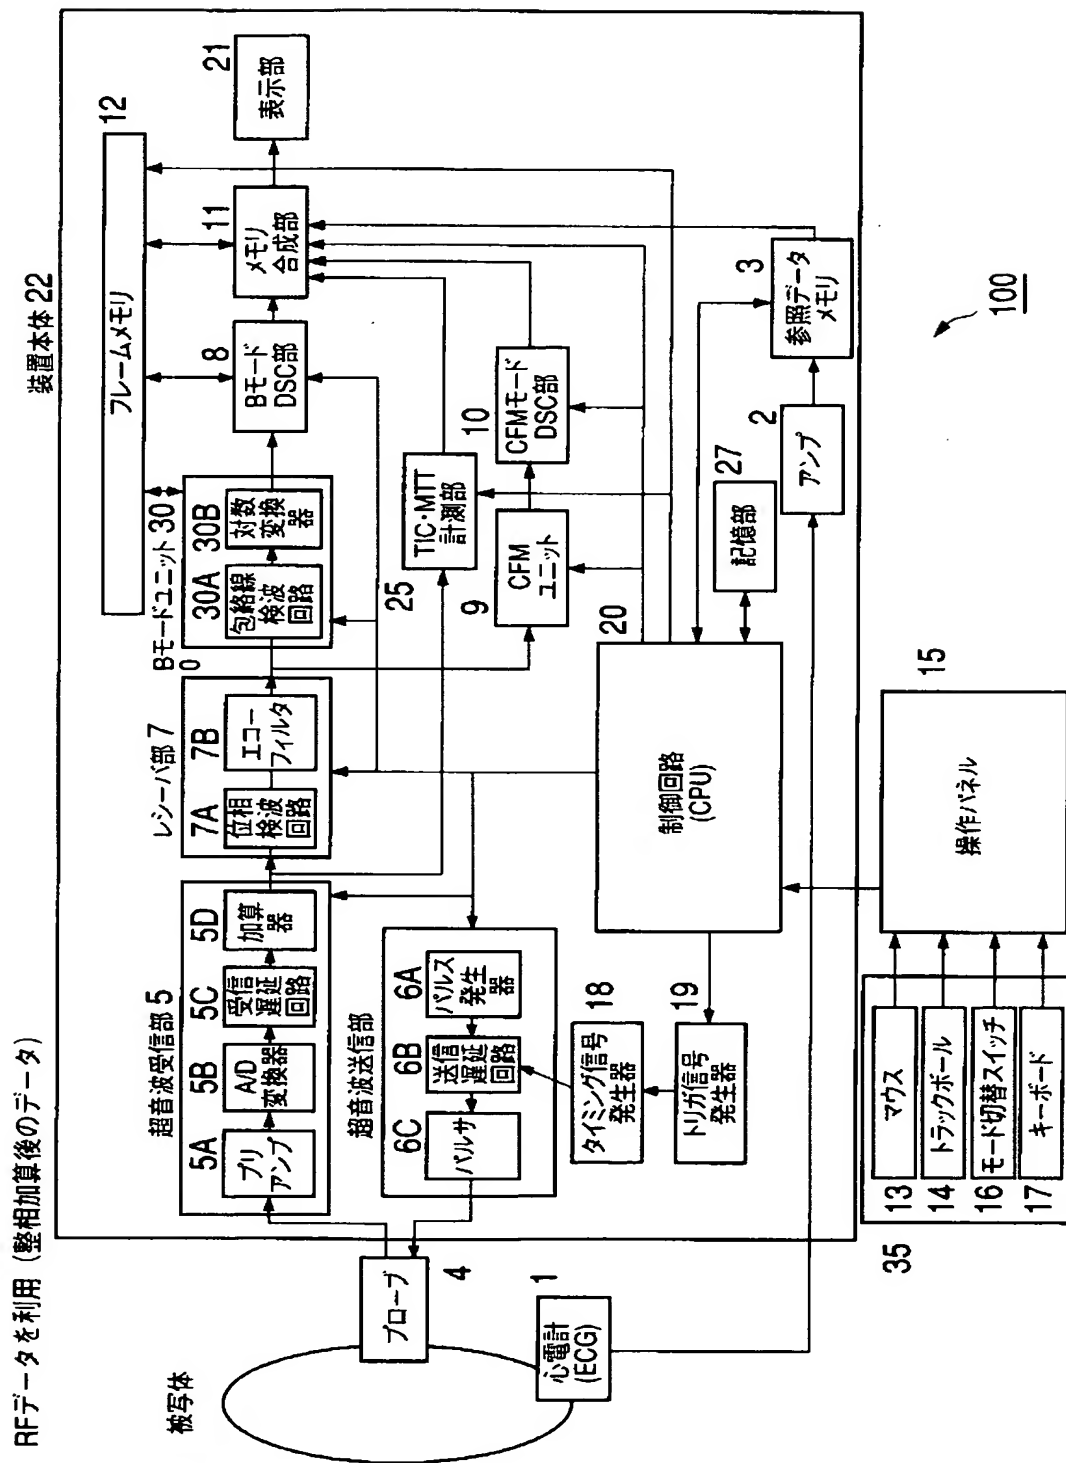 RFデータを利用 (整相加算後のデータ)
被写体
プローブ
4
心電計
(ECG)
1
装置本体 22
超音波受信部 5
5A
プリ
アンプ
5B
A/D
変換器
5C
受信
遅延
回路
5D
加算
器
レシーバ部 7
7A
位相
検波
回路
7B
エコー
フィルタ
Bモードユニット 30
0
30A
包絡線
検波
回路
30B
対数
変換
器
フレームメモリ
12
8
Bモード
DSC部
11
メモリ
合成部
21
表示部
超音波送信部
6A
パルス
発生
器
6B
送信
遅延
回路
6C
パルサ
25
TIC・MTT
計測部
9
CFM
ユニット
10
CFMモード
DSC部
18
タイミング信号
発生器
19
トリガ信号
発生器
20
制御回路
(CPU)
27
記憶部
2
アンプ
3
参照データ
メモリ
100
15
操作パネル
35
13
マウス
14
トラックボール
16
モード切替スイッチ
17
キーボード